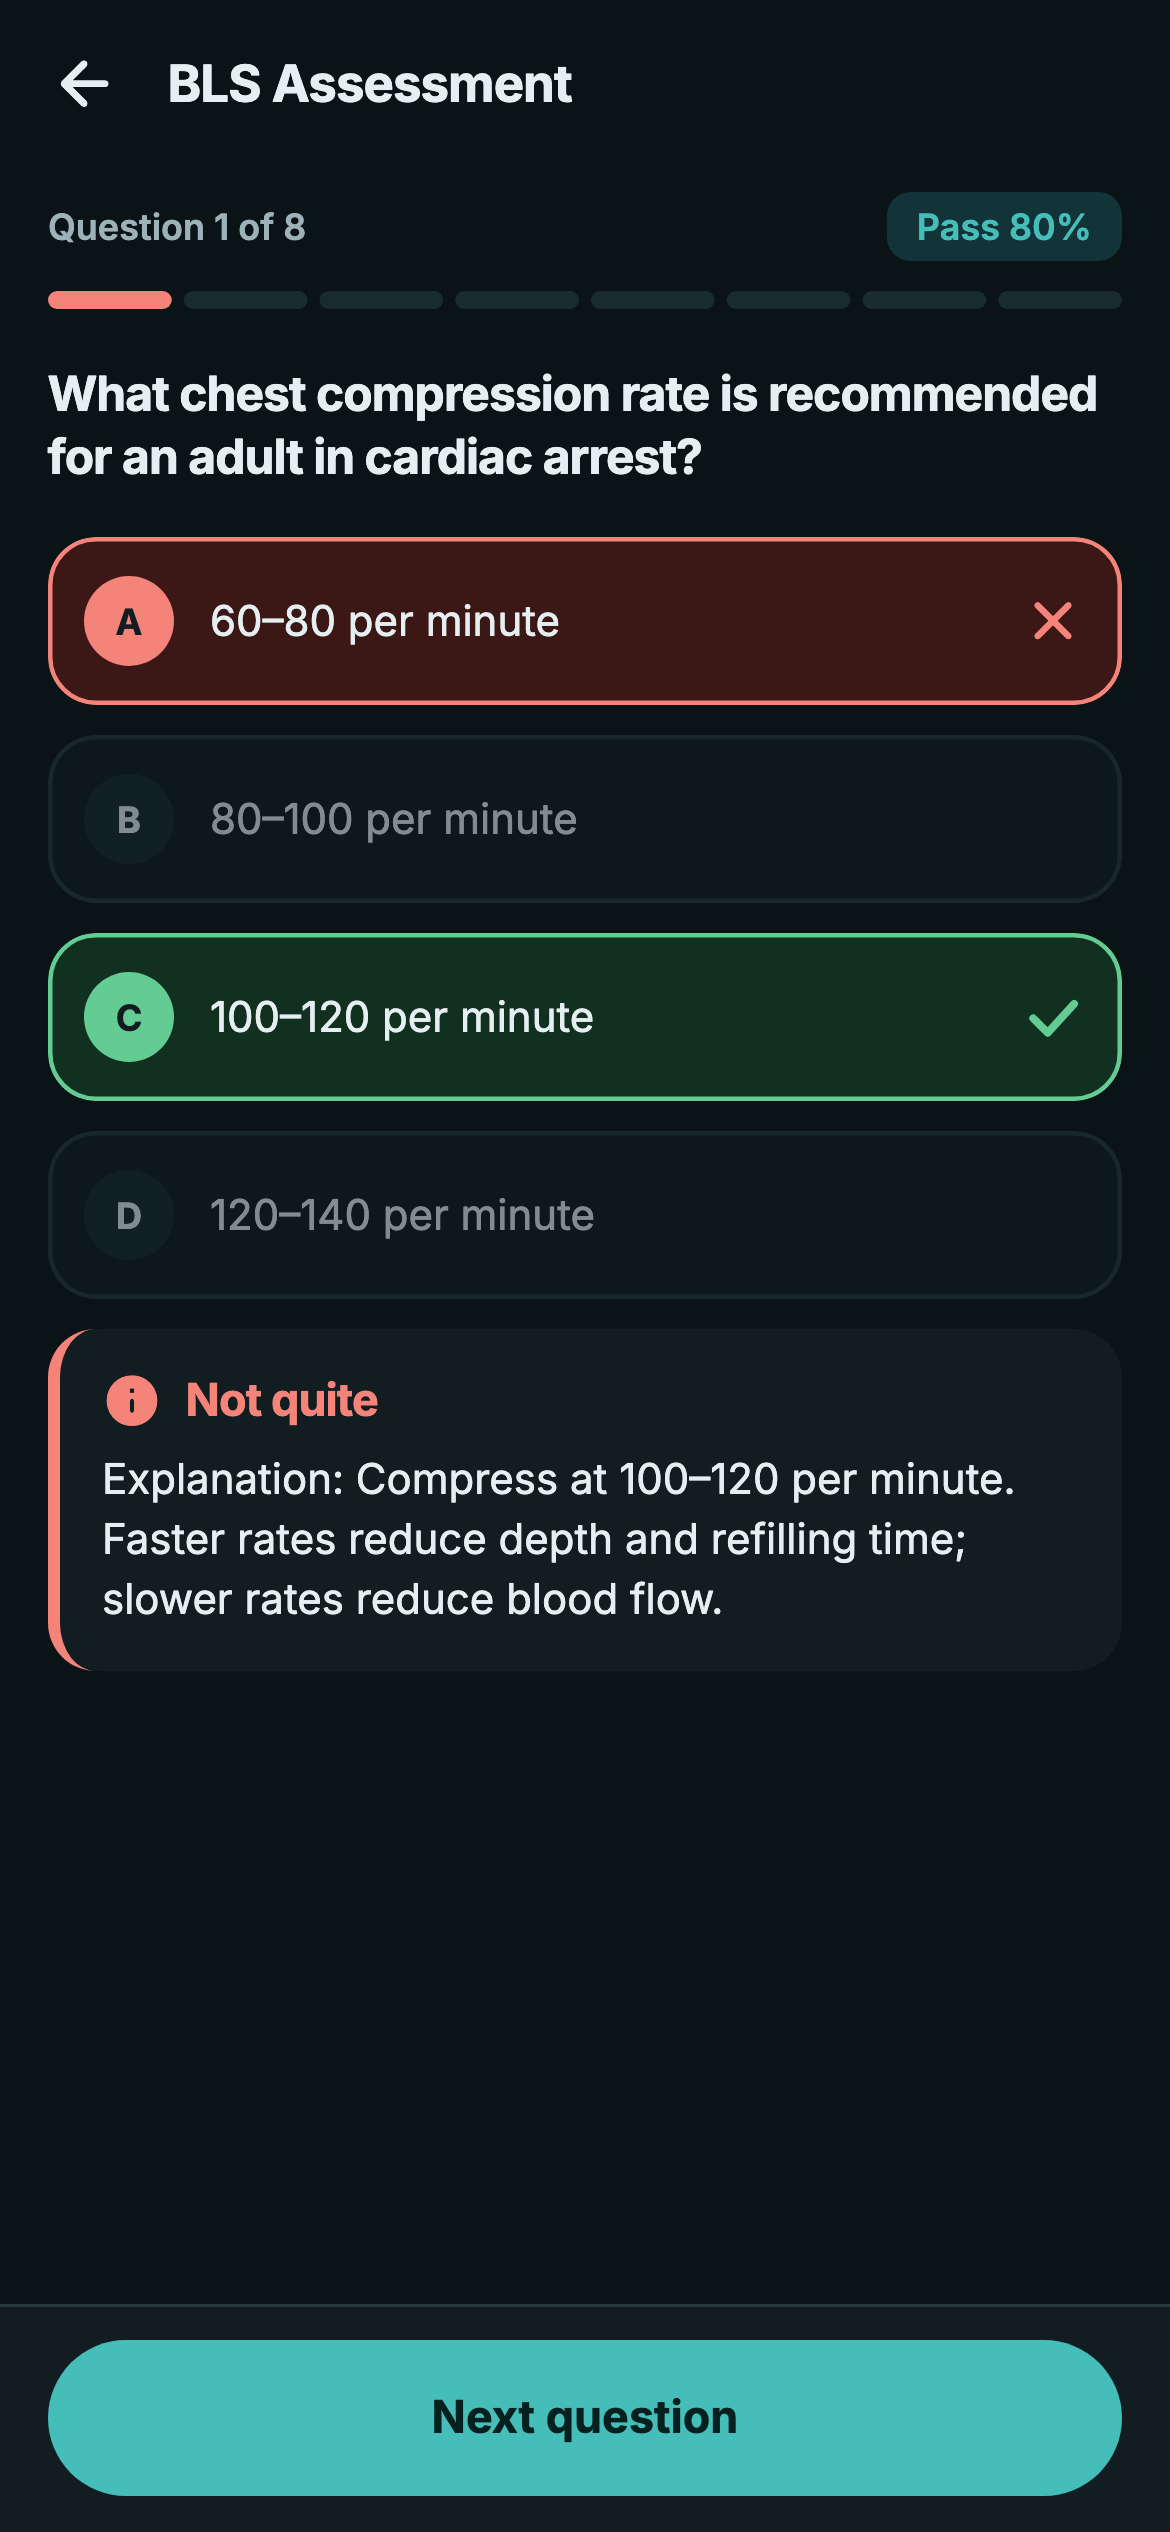 BLS Assessment
Question 1 of 8
Pass 80%
What chest compression rate is recommended
for an adult in cardiac arrest?
A 60–80 per minute
B 80–100 per minute
C 100–120 per minute
D 120–140 per minute
Not quite
Explanation: Compress at 100–120 per minute.
Faster rates reduce depth and refilling time;
slower rates reduce blood flow.
Next question